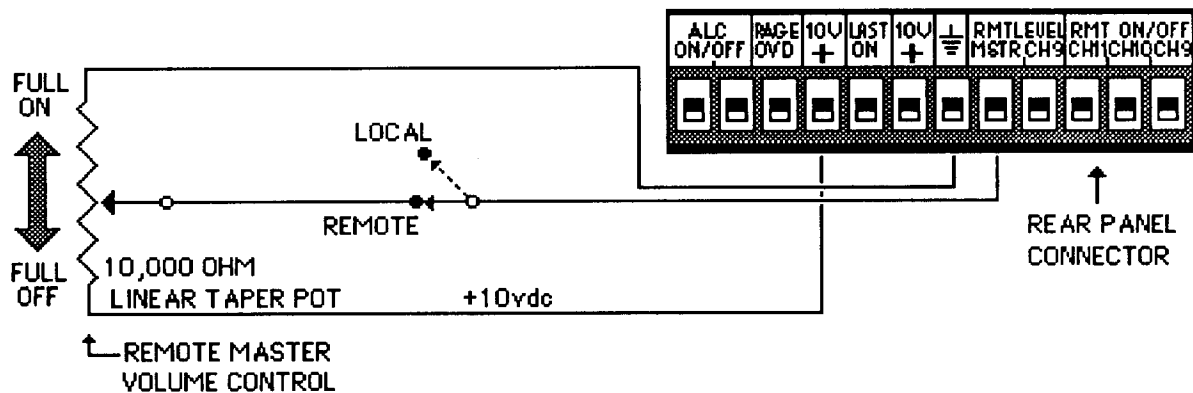 ALC ON/OFF
PAGE OVD
10V +
LAST ON
10V +
RMT LEVEL
MSTR CH9
RMT ON/OFF
CH11 CH10 CH9
FULL ON
LOCAL
REMOTE
FULL OFF
10,000 OHM
LINEAR TAPER POT
+10vdc
REAR PANEL
CONNECTOR
REMOTE MASTER
VOLUME CONTROL